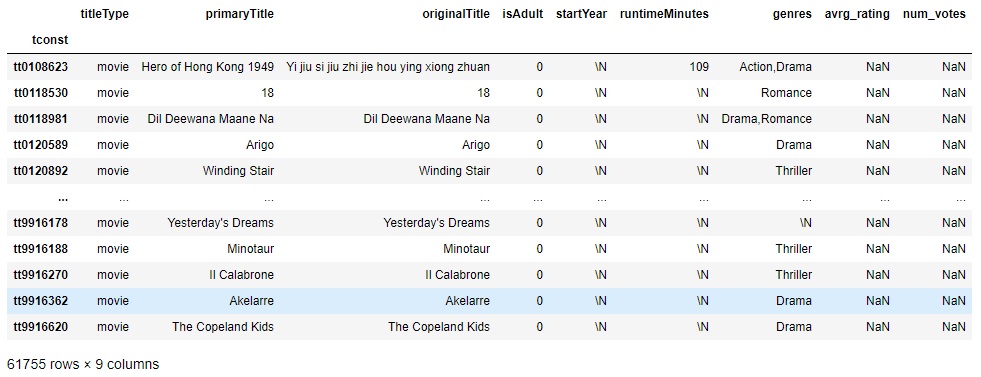 titleType primaryTitle originalTitle isAdult startYear runtimeMinutes genres avrg_rating num_votes
tconst
tt0108623 movie Hero of Hong Kong 1949 Yi jiu si jiu zhi jie hou ying xiong zhuan 0 \N 109 Action,Drama NaN NaN
tt0118530 movie 18 18 0 \N \N Romance NaN NaN
tt0118981 movie Dil Deewana Maane Na Dil Deewana Maane Na 0 \N \N Drama,Romance NaN NaN
tt0120589 movie Arigo Arigo 0 \N \N Drama NaN NaN
tt0120892 movie Winding Stair Winding Stair 0 \N \N Thriller NaN NaN
... ... ... ... ... ... ... ... ... ...
tt9916178 movie Yesterday's Dreams Yesterday's Dreams 0 \N \N \N NaN NaN
tt9916188 movie Minotaur Minotaur 0 \N \N Thriller NaN NaN
tt9916270 movie Il Calabrone Il Calabrone 0 \N \N Thriller NaN NaN
tt9916362 movie Akelarre Akelarre 0 \N \N Drama NaN NaN
tt9916620 movie The Copeland Kids The Copeland Kids 0 \N \N Drama NaN NaN
61755 rows × 9 columns